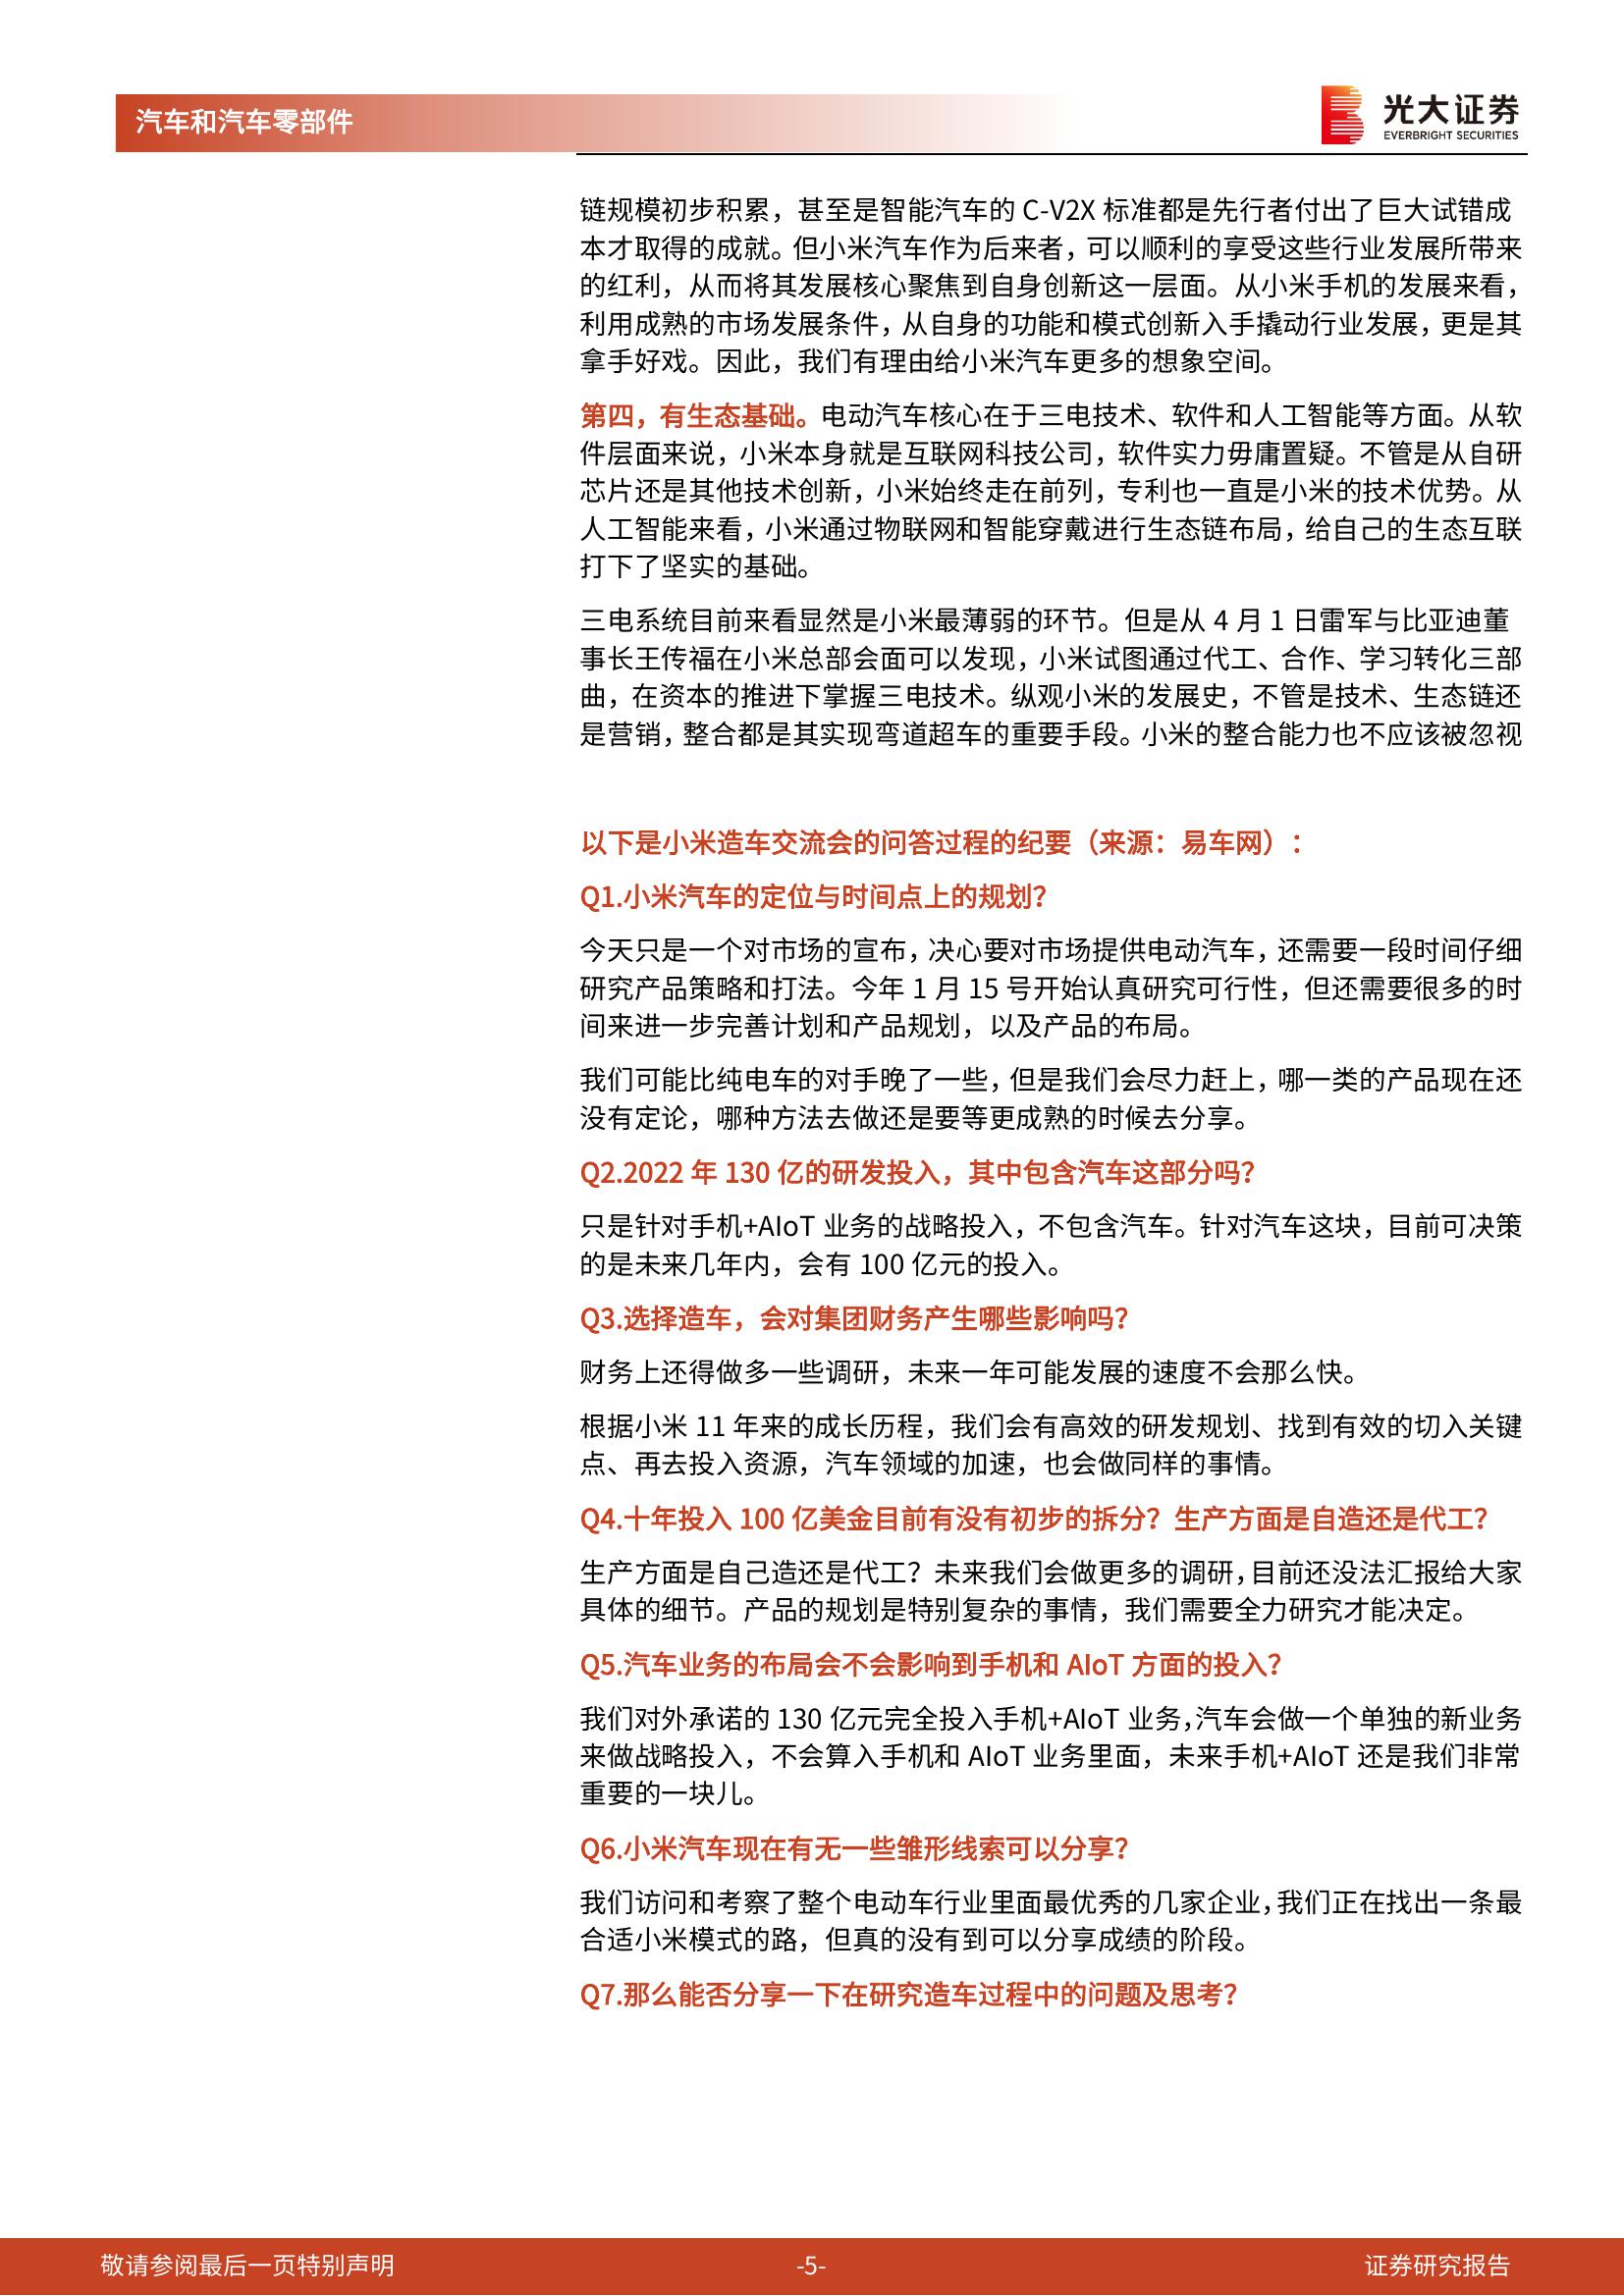 汽车和汽车零部件
光大证券
EVERBRIGHT SECURITIES
链规模初步积累，甚至是智能汽车的 C-V2X 标准都是先行者付出了巨大试错成
本才取得的成就。但小米汽车作为后来者，可以顺利的享受这些行业发展所带来
的红利，从而将其发展核心聚焦到自身创新这一层面。从小米手机的发展来看，
利用成熟的市场发展条件，从自身的功能和模式创新入手撬动行业发展，更是其
拿手好戏。因此，我们有理由给小米汽车更多的想象空间。
第四，有生态基础。电动汽车核心在于三电技术、软件和人工智能等方面。从软
件层面来说，小米本身就是互联网科技公司，软件实力毋庸置疑。不管是从自研
芯片还是其他技术创新，小米始终走在前列，专利也一直是小米的技术优势。从
人工智能来看，小米通过物联网和智能穿戴进行生态链布局，给自己的生态互联
打下了坚实的基础。
三电系统目前来看显然是小米最薄弱的环节。但是从 4 月 1 日雷军与比亚迪董
事长王传福在小米总部会面可以发现，小米试图通过代工、合作、学习转化三部
曲，在资本的推进下掌握三电技术。纵观小米的发展史，不管是技术、生态链还
是营销，整合都是其实现弯道超车的重要手段。小米的整合能力也不应该被忽视
以下是小米造车交流会的问答过程的纪要（来源：易车网）：
Q1.小米汽车的定位与时间点上的规划？
今天只是一个对市场的宣布，决心要对市场提供电动汽车，还需要一段时间仔细
研究产品策略和打法。今年 1 月 15 号开始认真研究可行性，但还需要很多的时
间来进一步完善计划和产品规划，以及产品的布局。
我们可能比纯电车的对手晚了一些，但是我们会尽力赶上，哪一类的产品现在还
没有定论，哪种方法去做还是要等更成熟的时候去分享。
Q2.2022 年 130 亿的研发投入，其中包含汽车这部分吗？
只是针对手机+AIoT 业务的战略投入，不包含汽车。针对汽车这块，目前可决策
的是未来几年内，会有 100 亿元的投入。
Q3.选择造车，会对集团财务产生哪些影响吗？
财务上还得做多一些调研，未来一年可能发展的速度不会那么快。
根据小米 11 年来的成长历程，我们会有高效的研发规划、找到有效的切入关键
点、再去投入资源，汽车领域的加速，也会做同样的事情。
Q4.十年投入 100 亿美金目前有没有初步的拆分？生产方面是自造还是代工？
生产方面是自己造还是代工？未来我们会做更多的调研，目前还没法汇报给大家
具体的细节。产品的规划是特别复杂的事情，我们需要全力研究才能决定。
Q5.汽车业务的布局会不会影响到手机和 AIoT 方面的投入？
我们对外承诺的 130 亿元完全投入手机+AIoT 业务，汽车会做一个单独的新业务
来做战略投入，不会算入手机和 AIoT 业务里面，未来手机+AIoT 还是我们非常
重要的一块儿。
Q6.小米汽车现在有无一些雏形线索可以分享？
我们访问和考察了整个电动车行业里面最优秀的几家企业，我们正在找出一条最
合适小米模式的路，但真的没有到可以分享成绩的阶段。
Q7.那么能否分享一下在研究造车过程中的问题及思考？
敬请参阅最后一页特别声明
-5-
证券研究报告